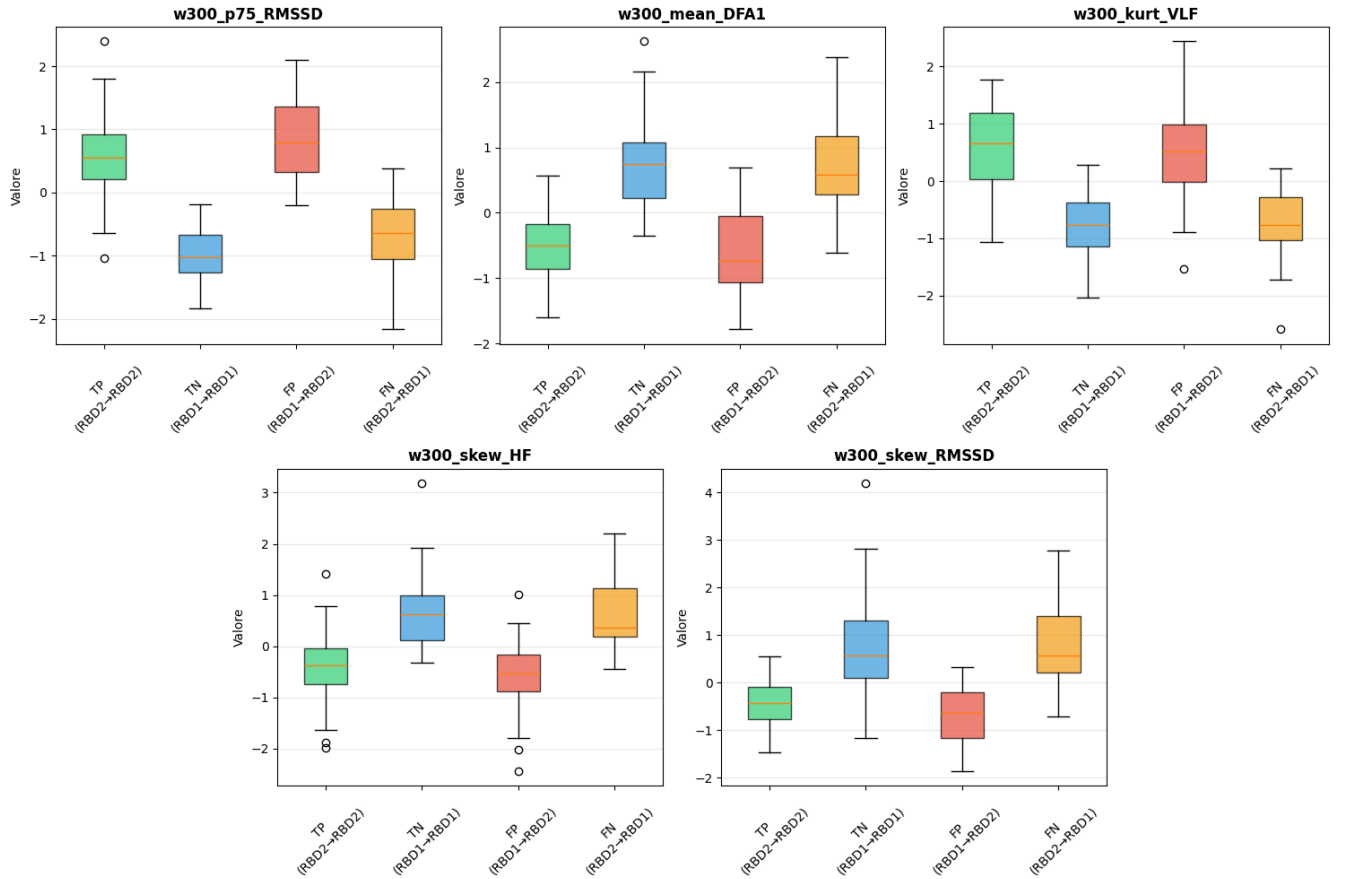 w300_p75_RMSSD
Valore
2
1
0
−1
−2
TP
(RBD2→RBD2)
TN
(RBD1→RBD1)
FP
(RBD1→RBD2)
FN
(RBD2→RBD1)
w300_mean_DFA1
Valore
2
1
0
−1
−2
TP
(RBD2→RBD2)
TN
(RBD1→RBD1)
FP
(RBD1→RBD2)
FN
(RBD2→RBD1)
w300_kurt_VLF
Valore
2
1
0
−1
−2
TP
(RBD2→RBD2)
TN
(RBD1→RBD1)
FP
(RBD1→RBD2)
FN
(RBD2→RBD1)
w300_skew_HF
Valore
3
2
1
0
−1
−2
TP
(RBD2→RBD2)
TN
(RBD1→RBD1)
FP
(RBD1→RBD2)
FN
(RBD2→RBD1)
w300_skew_RMSSD
Valore
4
3
2
1
0
−1
−2
TP
(RBD2→RBD2)
TN
(RBD1→RBD1)
FP
(RBD1→RBD2)
FN
(RBD2→RBD1)